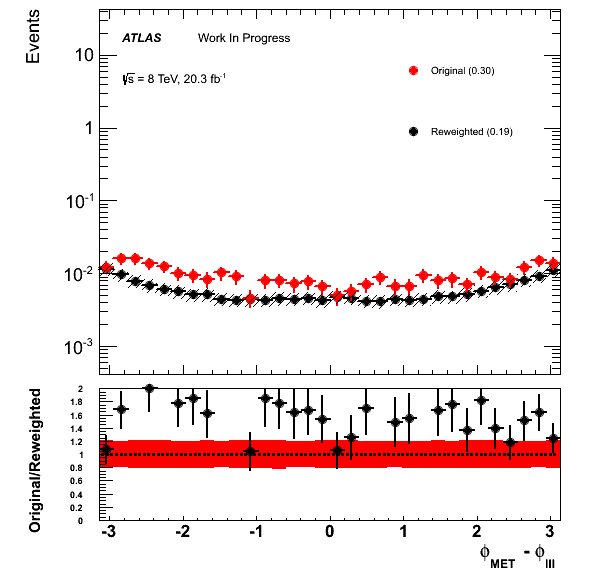 Events
ATLAS Work In Progress
√s = 8 TeV, 20.3 fb⁻¹
Original (0.30)
Reweighted (0.19)
10
1
10⁻¹
10⁻²
10⁻³
Original/Reweighted
2
1.8
1.6
1.4
1.2
1
0.8
0.6
0.4
0.2
0
-3 -2 -1 0 1 2 3
ϕMET - ϕlll